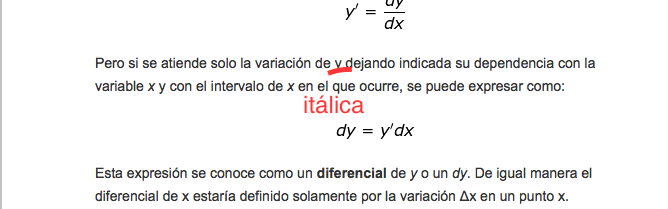 y' = dy
dx
Pero si se atiende solo la variación de y dejando indicada su dependencia con la
variable x y con el intervalo de x en el que ocurre, se puede expresar como:
itálica
dy = y'dx
Esta expresión se conoce como un diferencial de y o un dy. De igual manera el
diferencial de x estaría definido solamente por la variación Δx en un punto x.